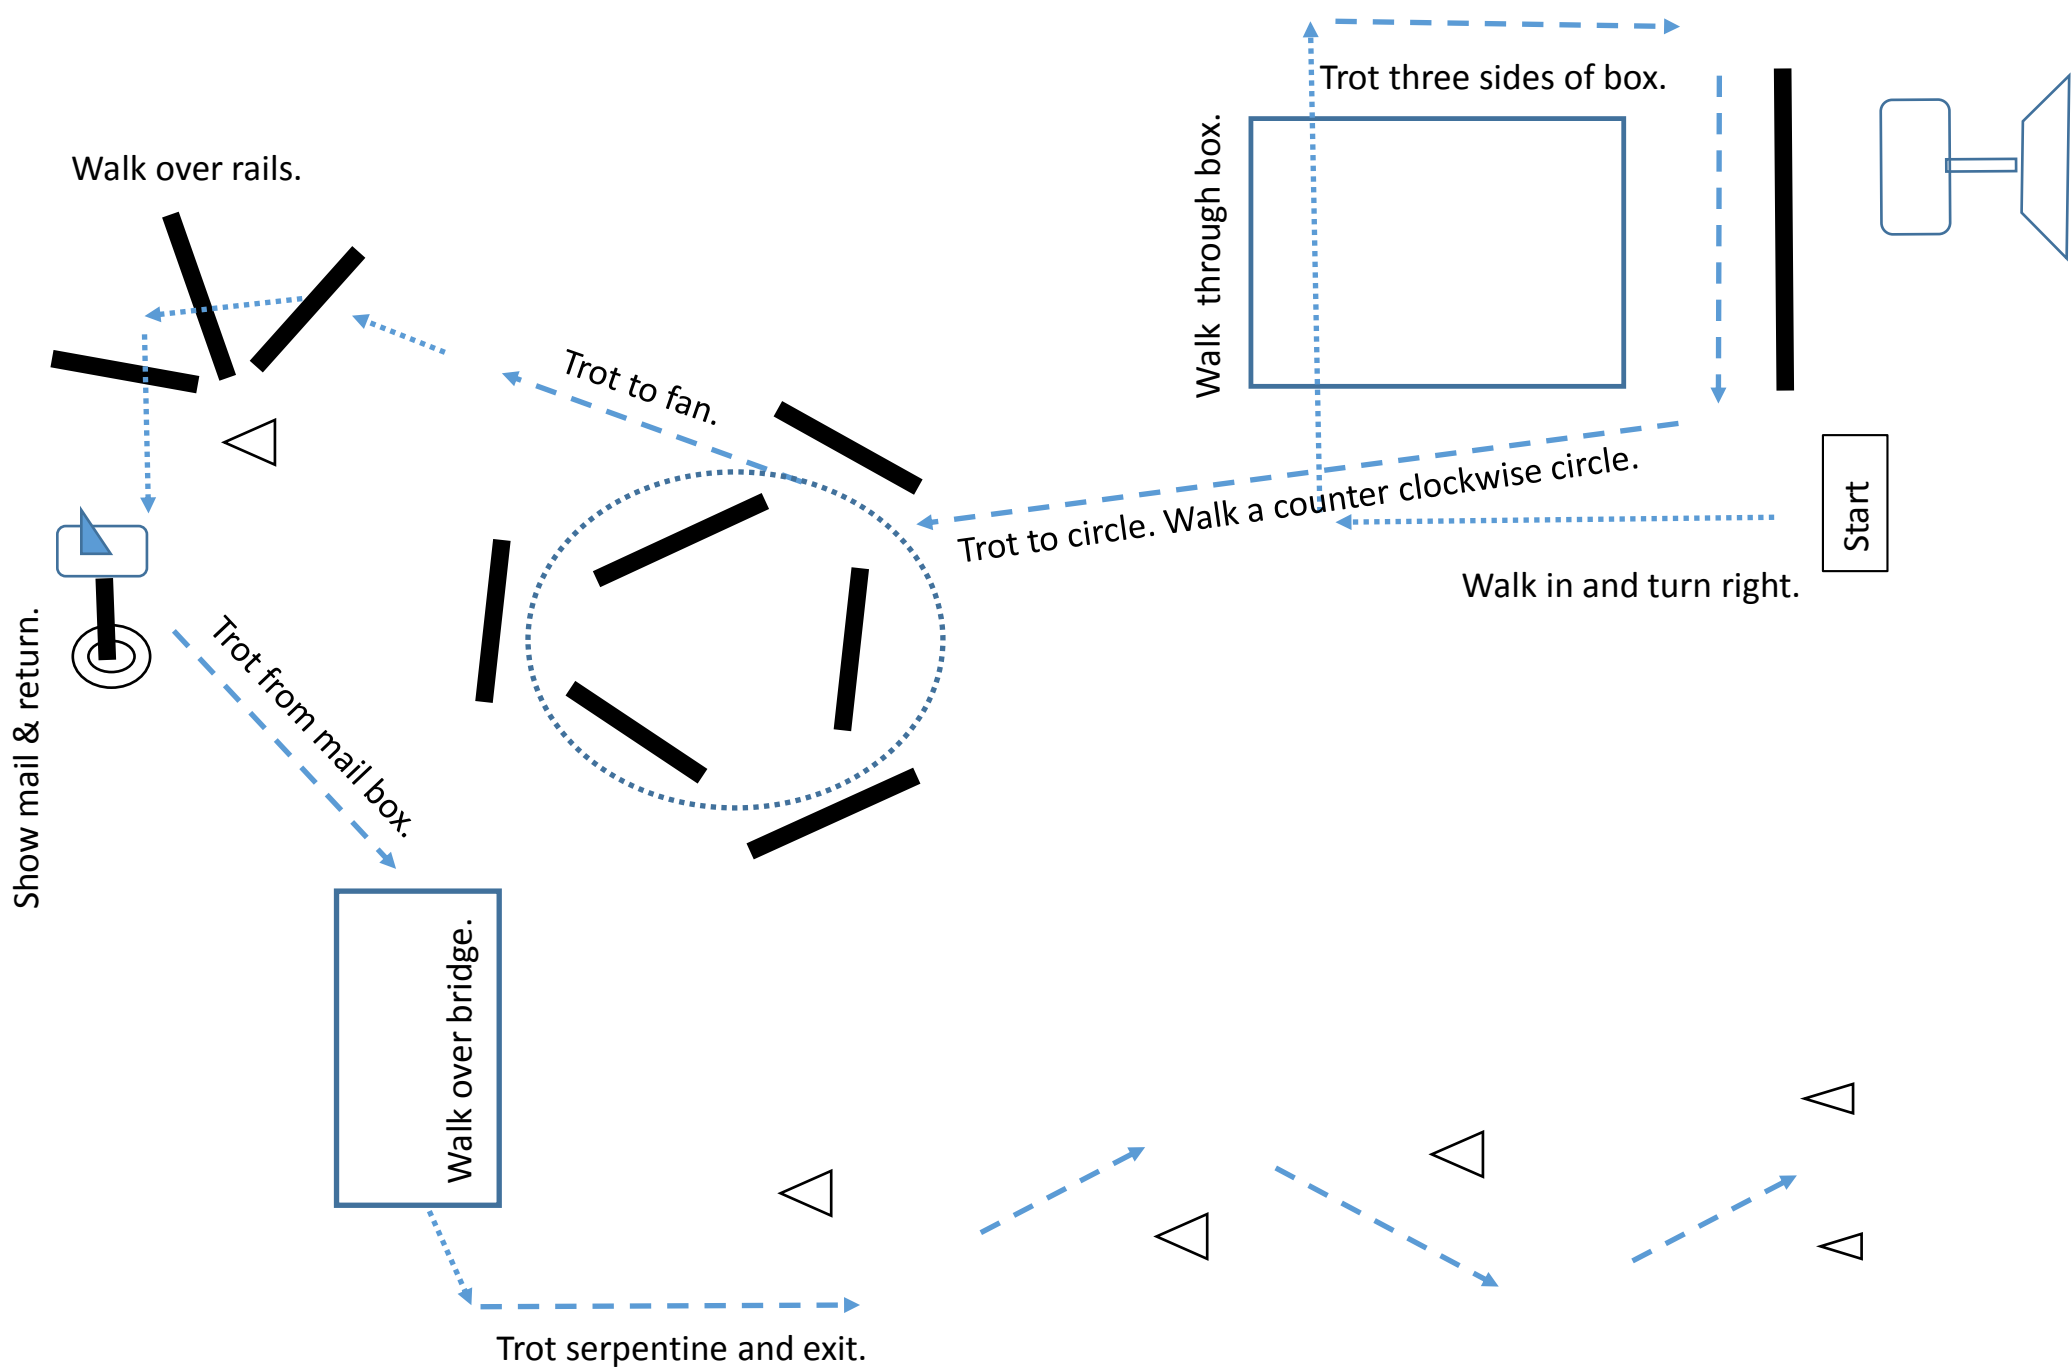 Trot three sides of box.
Walk through box.
Walk over rails.
Trot to fan.
Trot to circle. Walk a counter clockwise circle.
Start
Walk in and turn right.
Show mail & return.
Trot from mail box.
Walk over bridge.
Trot serpentine and exit.